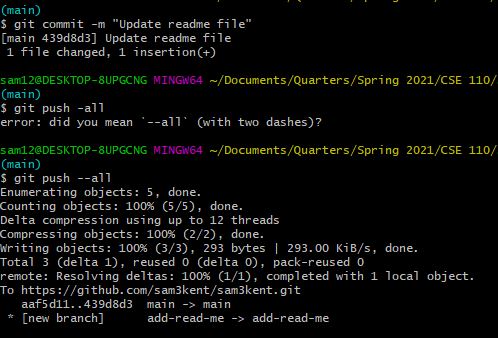 (main)
$ git commit -m "Update readme file"
[main 439d8d3] Update readme file
 1 file changed, 1 insertion(+)

sam12@DESKTOP-8UPGCNG MINGW64 ~/Documents/Quarters/Spring 2021/CSE 110/
(main)
$ git push -all
error: did you mean `--all` (with two dashes)?

sam12@DESKTOP-8UPGCNG MINGW64 ~/Documents/Quarters/Spring 2021/CSE 110/
(main)
$ git push --all
Enumerating objects: 5, done.
Counting objects: 100% (5/5), done.
Delta compression using up to 12 threads
Compressing objects: 100% (2/2), done.
Writing objects: 100% (3/3), 293 bytes | 293.00 KiB/s, done.
Total 3 (delta 1), reused 0 (delta 0), pack-reused 0
remote: Resolving deltas: 100% (1/1), completed with 1 local object.
To https://github.com/sam3kent/sam3kent.git
   aaf5d11..439d8d3  main -> main
 * [new branch]      add-read-me -> add-read-me